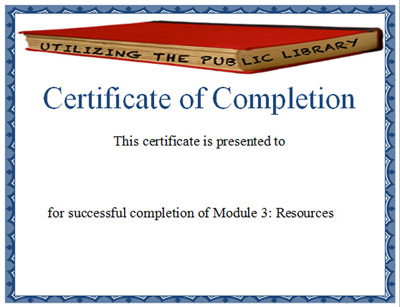 UTILIZING THE PUBLIC LIBRARY
Certificate of Completion
This certificate is presented to
for successful completion of Module 3: Resources